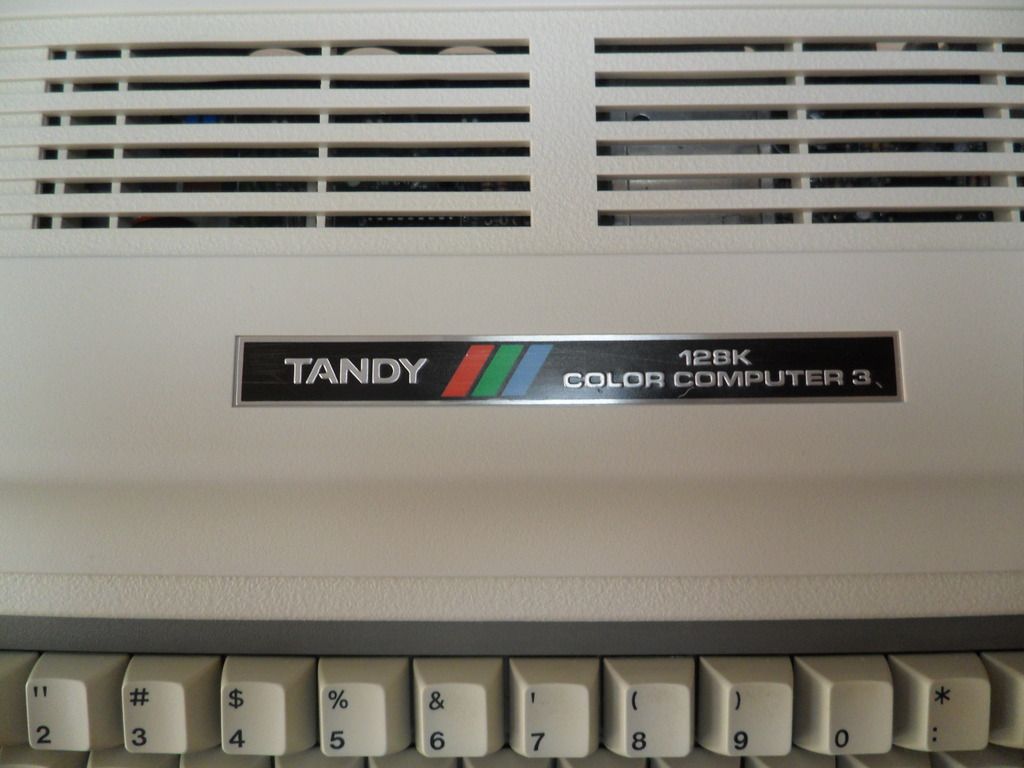 TANDY
128K
COLOR COMPUTER 3
" # $ % & ' ( ) *
2 3 4 5 6 7 8 9 0 :